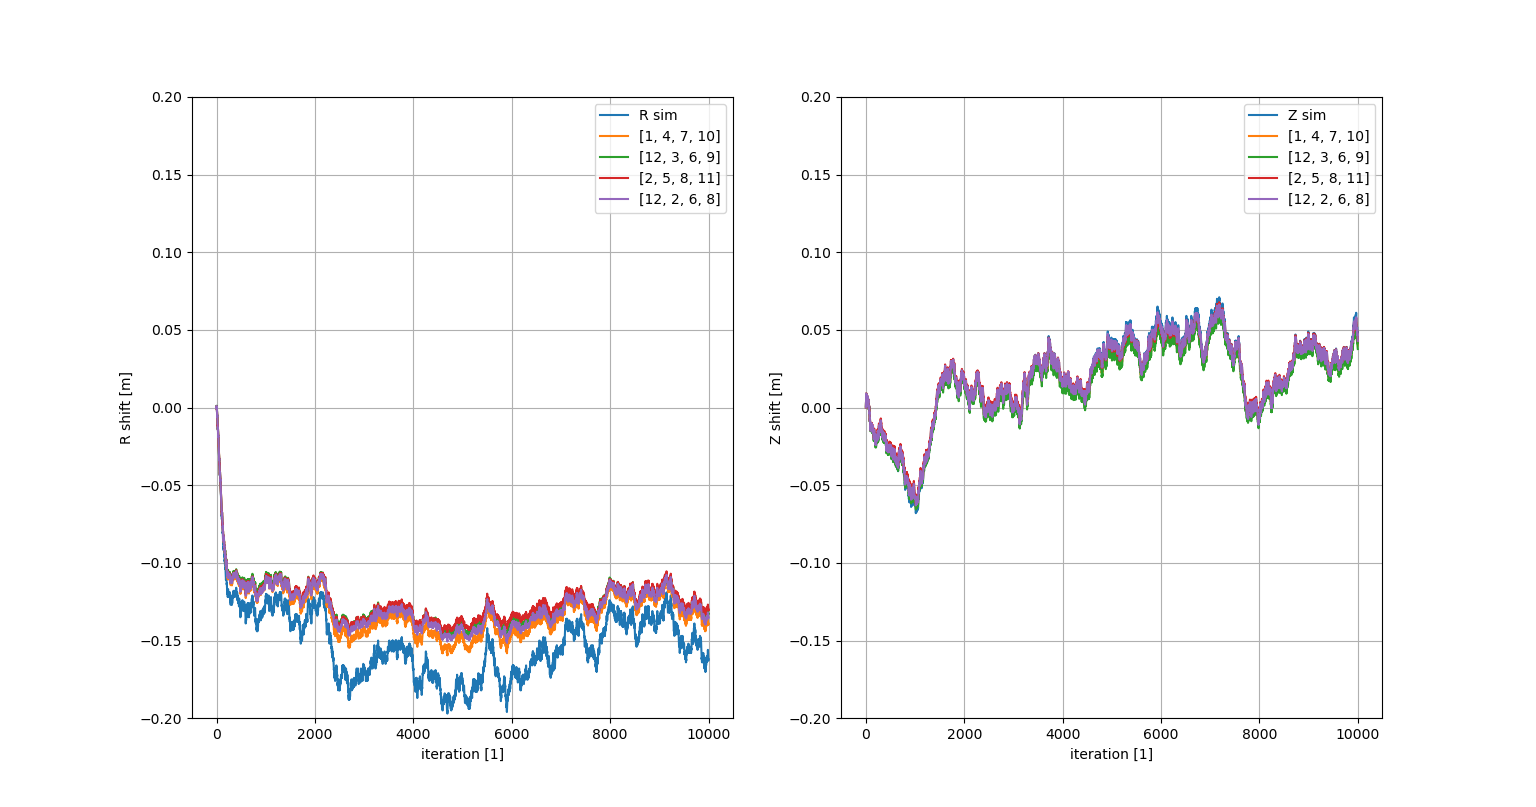 0.20
0.15
0.10
0.05
0.00
−0.05
−0.10
−0.15
−0.20
R shift [m]
0 2000 4000 6000 8000 10000
iteration [1]
R sim
[1, 4, 7, 10]
[12, 3, 6, 9]
[2, 5, 8, 11]
[12, 2, 6, 8]
0.20
0.15
0.10
0.05
0.00
−0.05
−0.10
−0.15
−0.20
Z shift [m]
0 2000 4000 6000 8000 10000
iteration [1]
Z sim
[1, 4, 7, 10]
[12, 3, 6, 9]
[2, 5, 8, 11]
[12, 2, 6, 8]